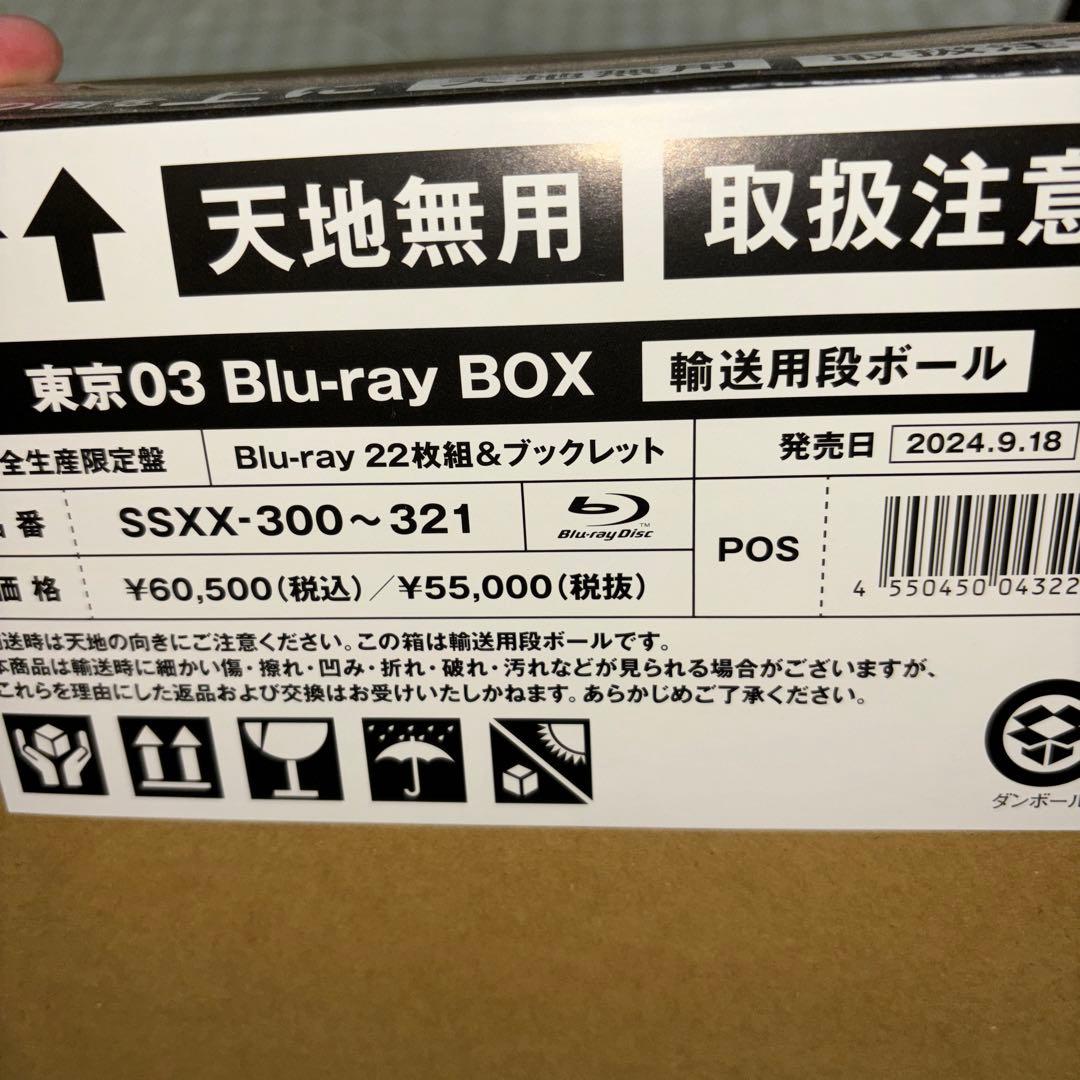 天地無用 取扱注意
東京03 Blu-ray BOX 輸送用段ボール
全生産限定盤 Blu-ray 22枚組&ブックレット 発売日 2024.9.18
番 SSXX-300〜321 Blu-ray Disc TM POS 4 550450 04322
価格 ¥60,500(税込)/¥55,000(税抜)
送時は天地の向きにご注意ください。この箱は輸送用段ボールです。
本商品は輸送時に細かい傷・擦れ・凹み・折れ・破れ・汚れなどが見られる場合がございますが、
これらを理由にした返品および交換はお受けいたしかねます。あらかじめご了承ください。
ダンボール